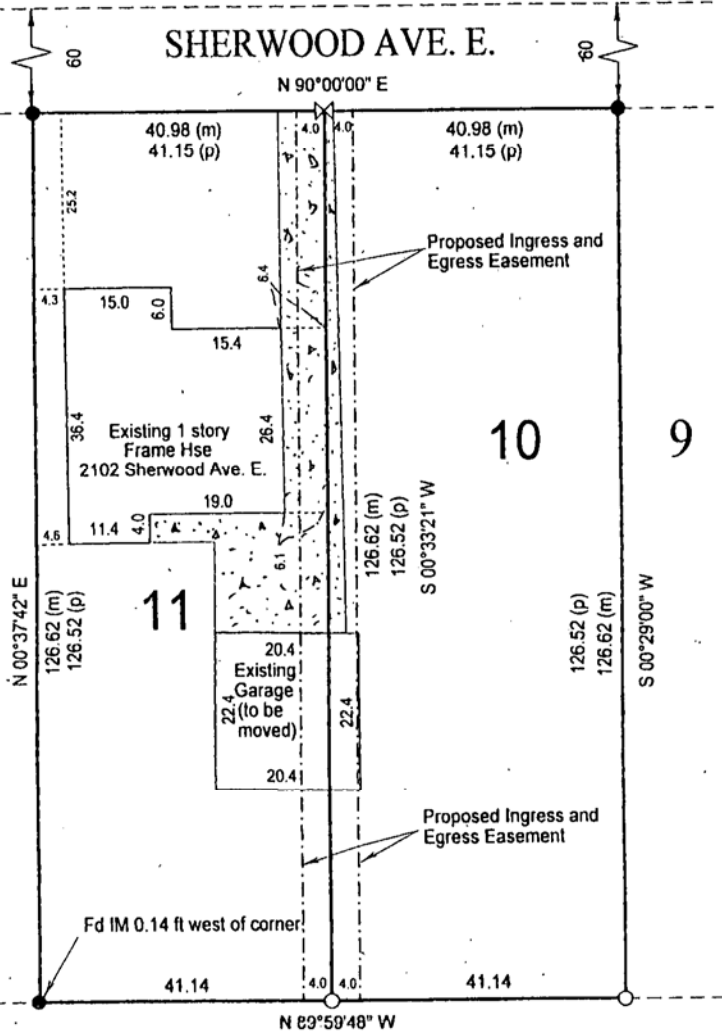 SHERWOOD AVE. E.
60
60
N 90°00'00" E
40.98 (m)
41.15 (p)
4.0
4.0
40.98 (m)
41.15 (p)
25.2
Proposed Ingress and
Egress Easement
6.4
4.3
15.0
6.0
15.4
36.4
Existing 1 story
Frame Hse
2102 Sherwood Ave. E.
26.4
10
9
19.0
4.6
11.4
4.0
6.1
126.62 (m)
126.52 (p)
S 00°33'21" W
N 00°37'42" E
126.62 (m)
126.52 (p)
11
126.52 (p)
126.62 (m)
S 00°29'00" W
20.4
Existing
Garage
(to be
moved)
22.4
22.4
20.4
Proposed Ingress and
Egress Easement
Fd IM 0.14 ft west of corner
41.14
4.0
4.0
41.14
N 89°59'48" W